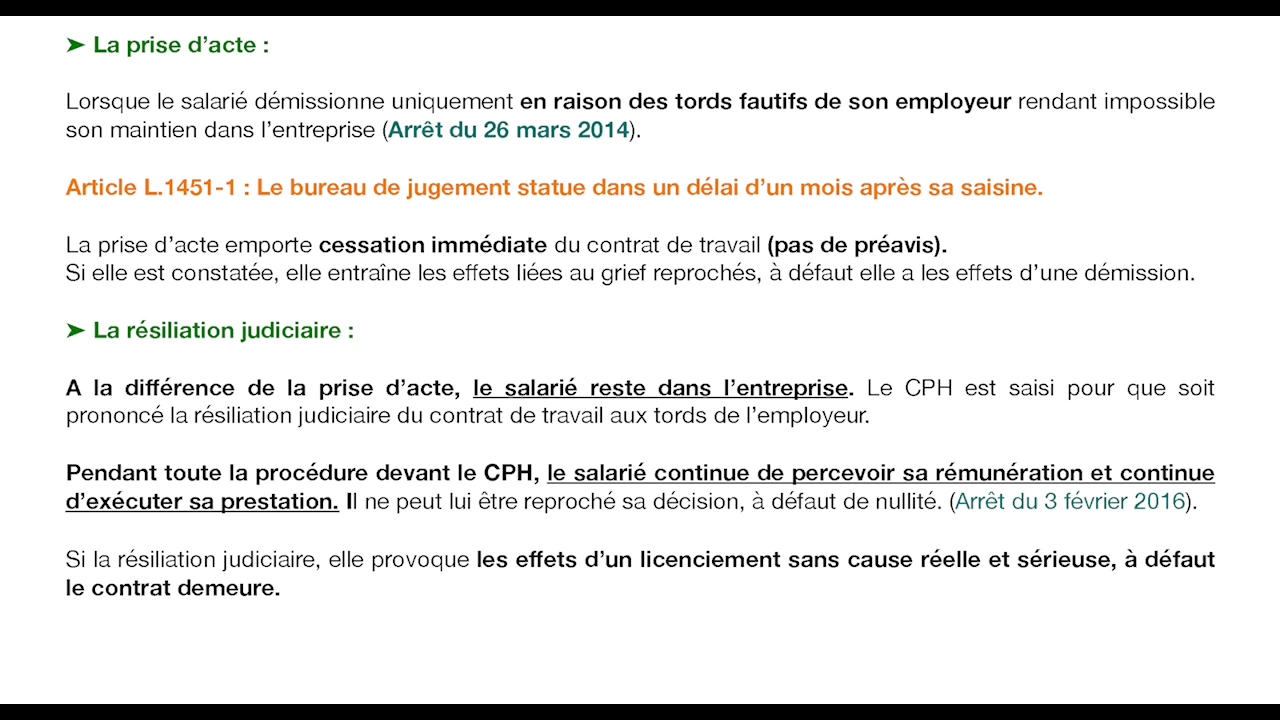 ➤ La prise d’acte :
Lorsque le salarié démissionne uniquement en raison des tords fautifs de son employeur rendant impossible
son maintien dans l’entreprise (Arrêt du 26 mars 2014).
Article L.1451-1 : Le bureau de jugement statue dans un délai d’un mois après sa saisine.
La prise d’acte emporte cessation immédiate du contrat de travail (pas de préavis).
Si elle est constatée, elle entraîne les effets liées au grief reprochés, à défaut elle a les effets d’une démission.
➤ La résiliation judiciaire :
A la différence de la prise d’acte, le salarié reste dans l’entreprise. Le CPH est saisi pour que soit
prononcé la résiliation judiciaire du contrat de travail aux tords de l’employeur.
Pendant toute la procédure devant le CPH, le salarié continue de percevoir sa rémunération et continue
d’exécuter sa prestation. Il ne peut lui être reproché sa décision, à défaut de nullité. (Arrêt du 3 février 2016).
Si la résiliation judiciaire, elle provoque les effets d’un licenciement sans cause réelle et sérieuse, à défaut
le contrat demeure.